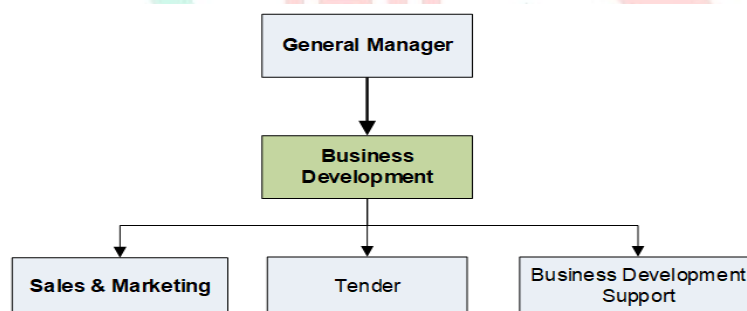 General Manager
Business
Development
Sales & Marketing
Tender
Business Development
Support